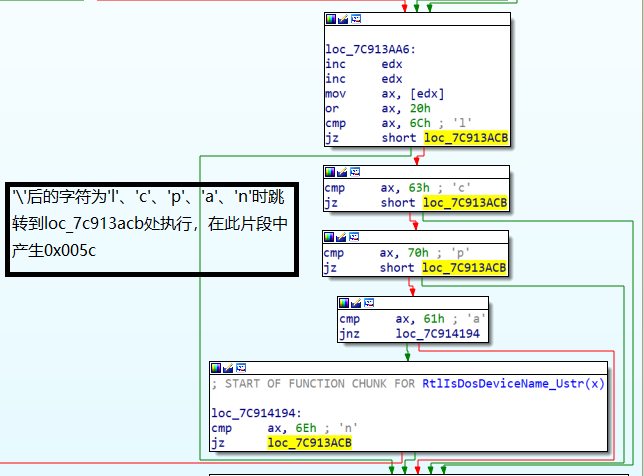 loc_7C913AA6:
inc edx
inc edx
mov ax, [edx]
or ax, 20h
cmp ax, 6Ch ; 'l'
jz short loc_7C913ACB
'\'后的字符为'l'、'c'、'p'、'a'、'n'时跳
转到loc_7c913acb处执行，在此片段中
产生0x005c
cmp ax, 63h ; 'c'
jz short loc_7C913ACB
cmp ax, 70h ; 'p'
jz short loc_7C913ACB
cmp ax, 61h ; 'a'
jnz loc_7C914194
; START OF FUNCTION CHUNK FOR RtlIsDosDeviceName_Ustr(x)
loc_7C914194:
cmp ax, 6Eh ; 'n'
jz loc_7C913ACB